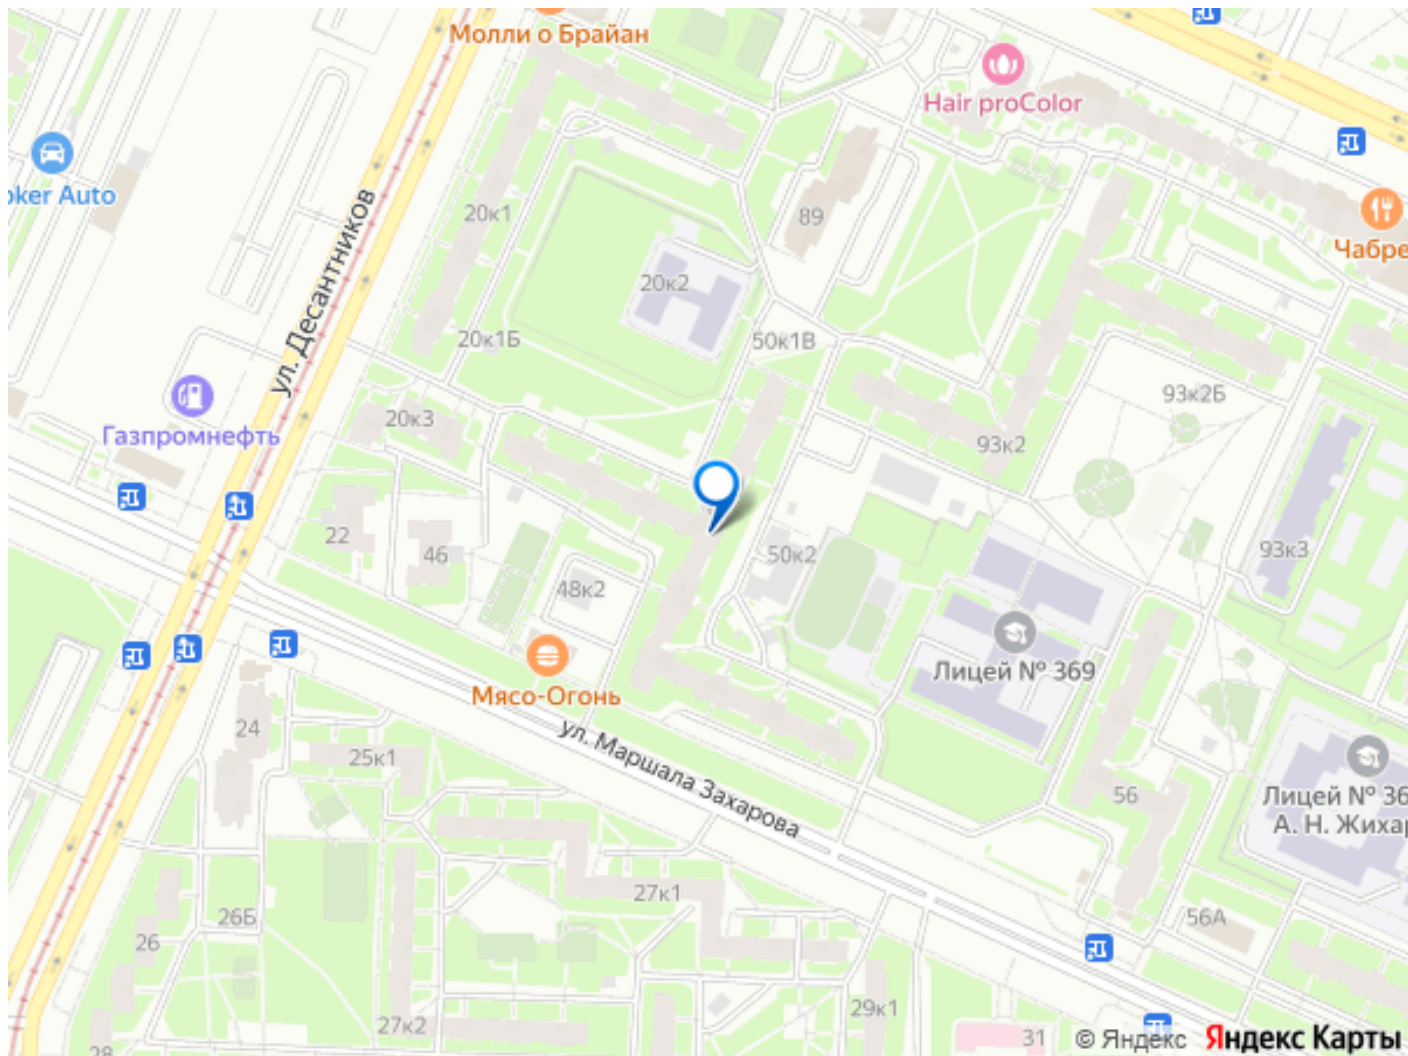 Молли о Брайан
Hair proColor
oker Auto
Чабре
ул. Десантников
20к1
89
20к2
20к1Б
50к1В
93к2Б
20к3
93к2
Газпромнефть
22
46
50к2
93к3
48к2
Лицей № 369
Мясо-Огонь
ул. Маршала Захарова
24
25к1
56
Лицей № 36
А. Н. Жихар
27к1
26Б
56А
26
27к2
29к1
28
31
© Яндекс Яндекс Карты